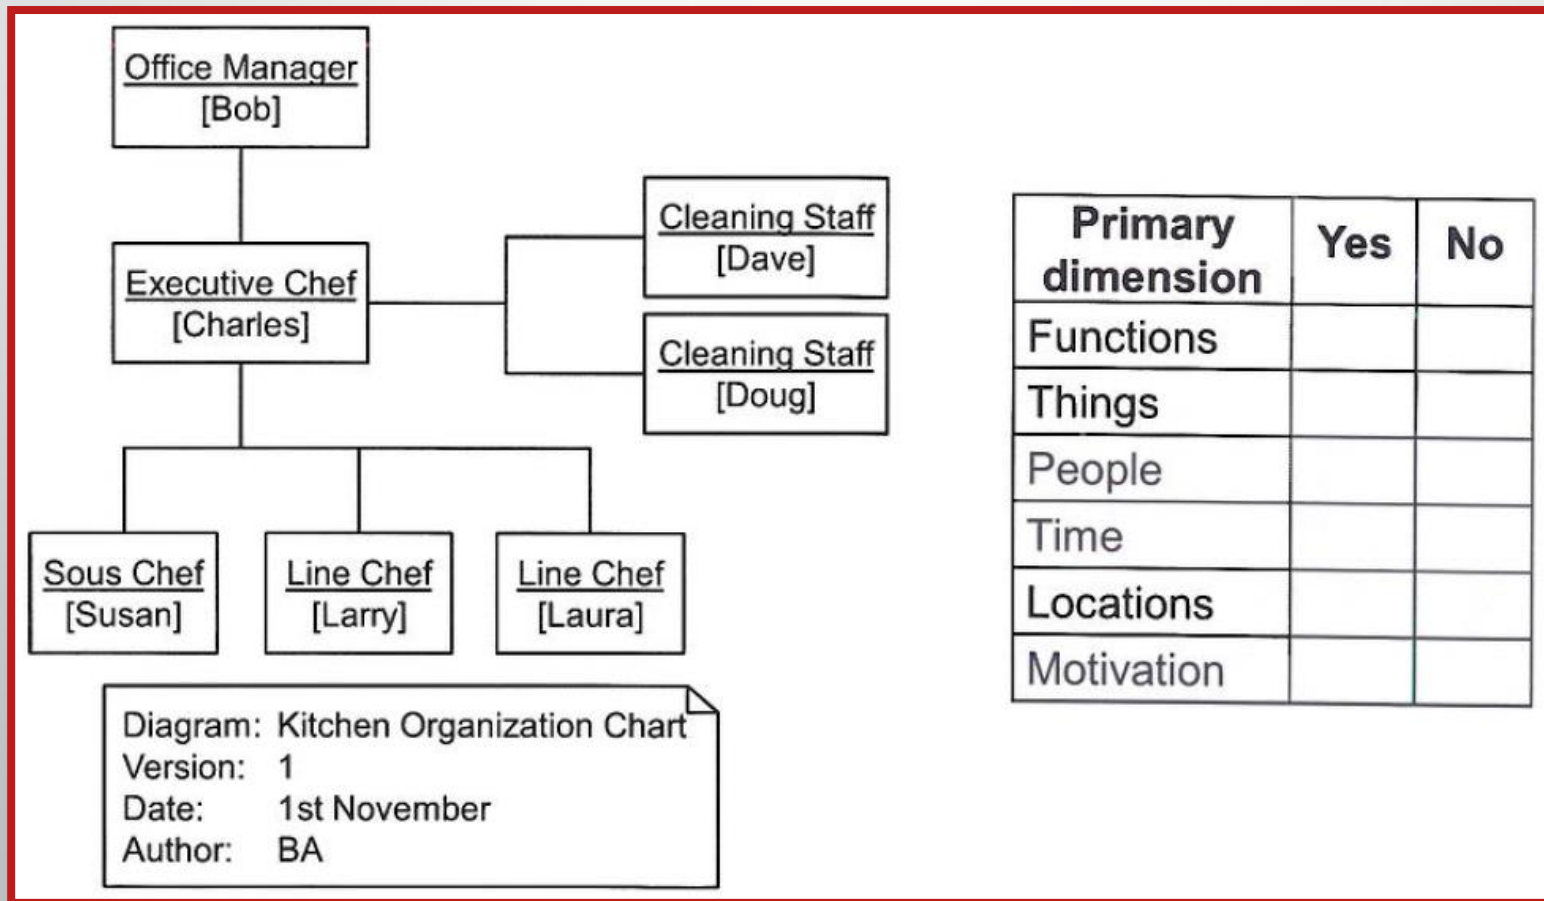 Office Manager
[Bob]
Executive Chef
[Charles]
Cleaning Staff
[Dave]
Cleaning Staff
[Doug]
Sous Chef
[Susan]
Line Chef
[Larry]
Line Chef
[Laura]
Diagram: Kitchen Organization Chart
Version: 1
Date: 1st November
Author: BA
Primary dimension Yes No
Functions
Things
People
Time
Locations
Motivation